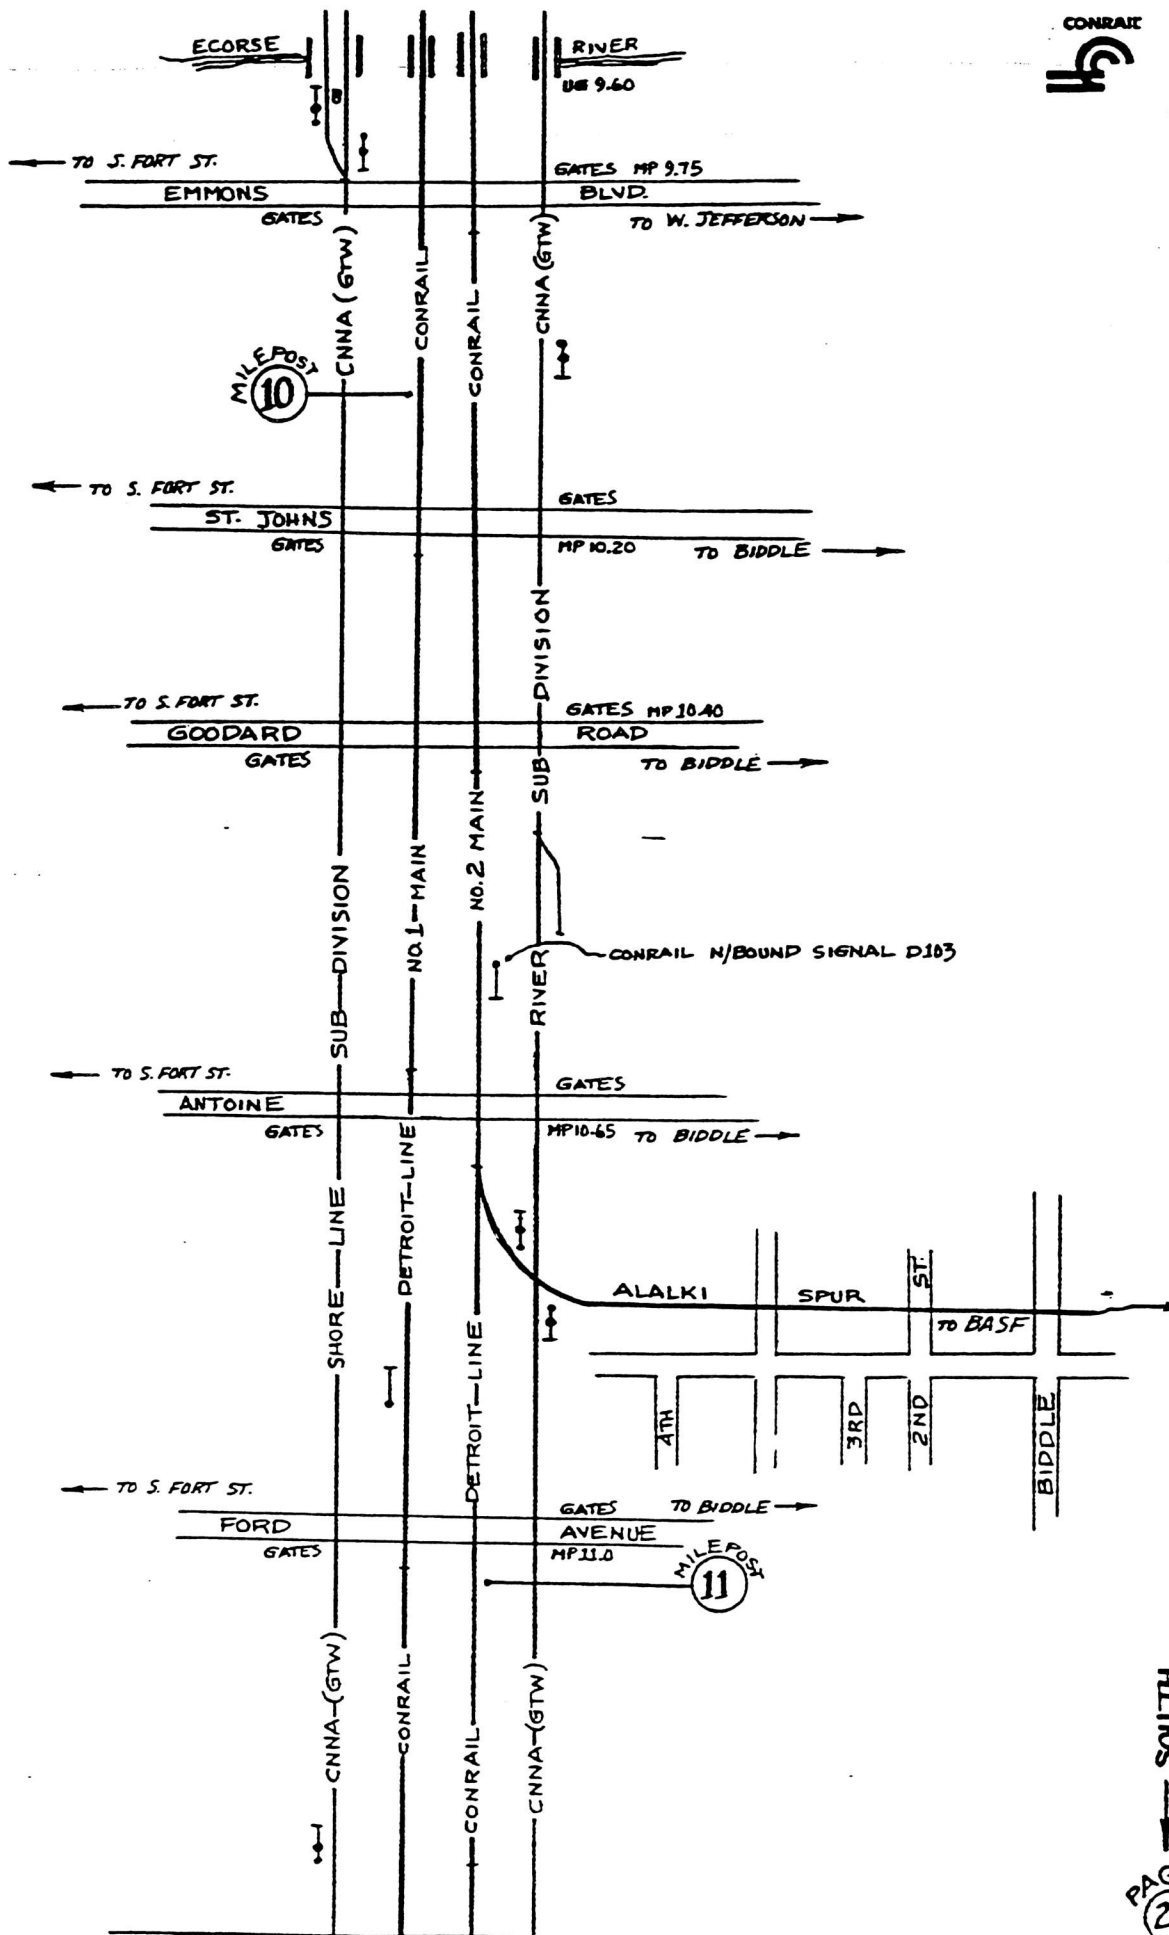 CONRAIL
ECORSE RIVER
UG 9.60
TO S. FORT ST.
GATES MP 9.75
EMMONS BLVD.
GATES
TO W. JEFFERSON
CNNA (GTW)
CONRAIL
CONRAIL
CNNA (GTW)
MILEPOST
10
TO S. FORT ST.
GATES
ST. JOHNS
GATES
MP 10.20
TO BIDDLE
TO S. FORT ST.
GATES MP 10.40
GOODARD ROAD
GATES
TO BIDDLE
SUB-DIVISION
NO.1-MAIN
NO.2 MAIN
SUB DIVISION
RIVER
CONRAIL N/BOUND SIGNAL D103
TO S. FORT ST.
GATES
ANTOINE
GATES
MP 10.65
TO BIDDLE
SHORE-LINE
DETROIT-LINE
DETROIT-LINE
ALALKI SPUR
ST.
TO BASF
4TH
3RD
2ND
BIDDLE
TO S. FORT ST.
GATES
TO BIDDLE
FORD AVENUE
GATES
MP 11.0
MILEPOST
11
CNNA-(GTW)
CONRAIL
CONRAIL
CNNA-(GTW)
SOUTH